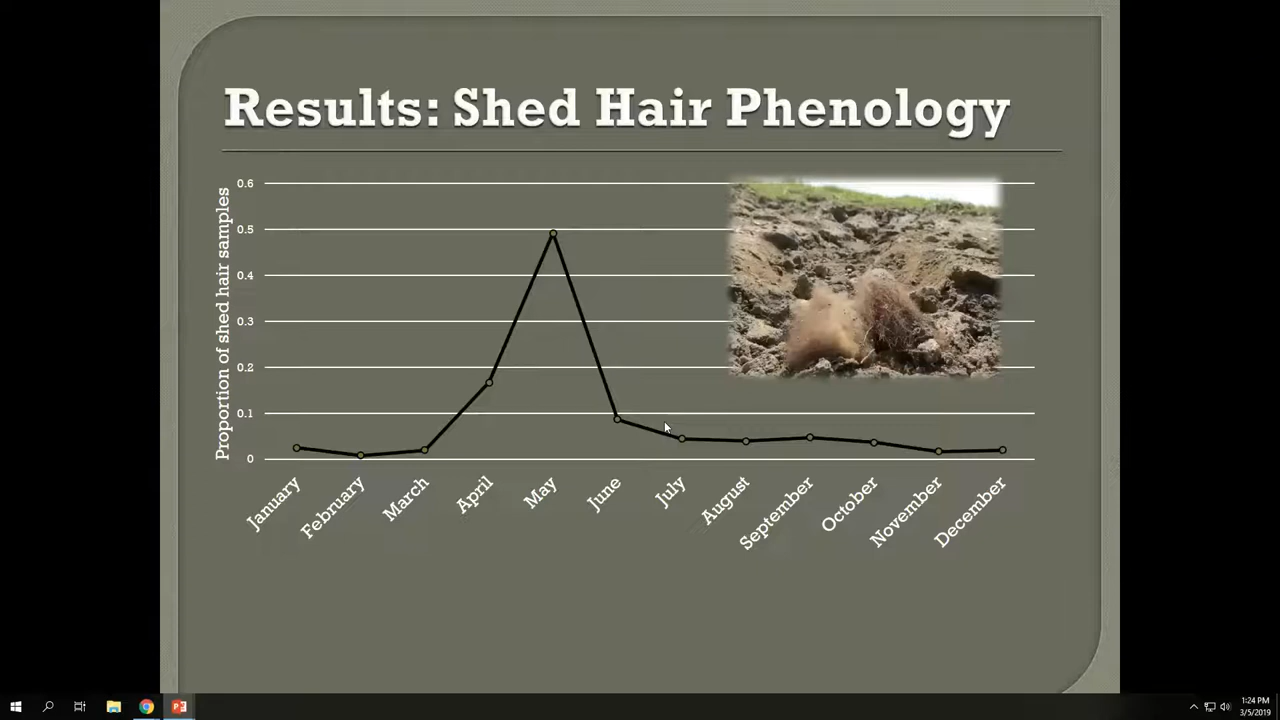 Results: Shed Hair Phenology
Proportion of shed hair samples
0.6
0.5
0.4
0.3
0.2
0.1
0
January
February
March
April
May
June
July
August
September
October
November
December
1:24 PM
3/5/2019